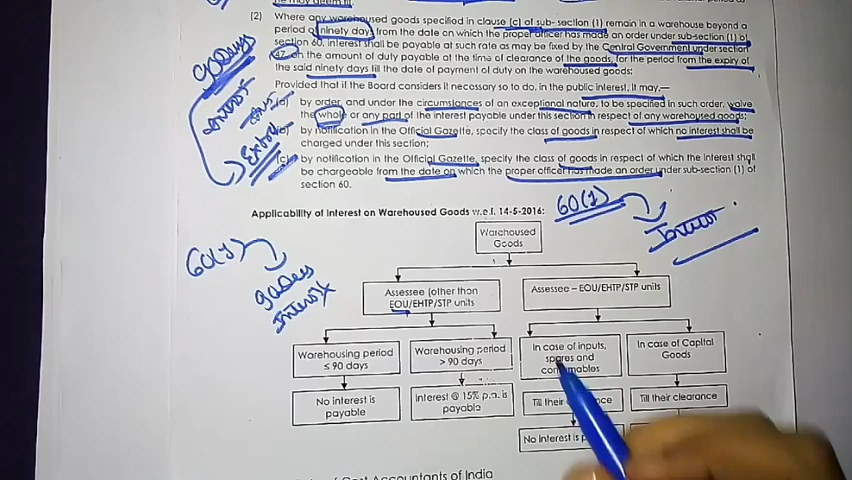 (2) Where any warehoused goods specified in clause (c) of sub- section (1) remain in a warehouse beyond a
period of ninety days from the date on which the proper officer has made an order under sub-section (1) of
section 60, interest shall be payable at such rate as may be fixed by the Central Government under section
47, on the amount of duty payable at the time of clearance of the goods, for the period from the expiry of
the said ninety days till the date of payment of duty on the warehoused goods:
Provided that if the Board considers it necessary so to do, in the public interest, it may,—
(a) by order, and under the circumstances of an exceptional nature, to be specified in such order, waive
the whole or any part of the interest payable under this section in respect of any warehoused goods;
(b) by notification in the Official Gazette, specify the class of goods in respect of which no interest shall be
charged under this section;
(c) by notification in the Official Gazette, specify the class of goods in respect of which the interest shall
be chargeable from the date on which the proper officer has made an order under sub-section (1) of
section 60.
90 days
Interest
Applicability of Interest on Warehoused Goods w.e.f. 14-5-2016:
60(1)
60(1)
90 days
Interest
Warehoused
Goods
Assessee (other than
EOU/EHTP/STP units
Assessee – EOU/EHTP/STP units
Warehousing period
≤ 90 days
Warehousing period
> 90 days
In case of inputs,
spares and
In case of Capital
Goods
No interest is
payable
Interest @ 15% p.a. is
payable
Till their
Till their clearance
No interest is
of Cost Accountants of India